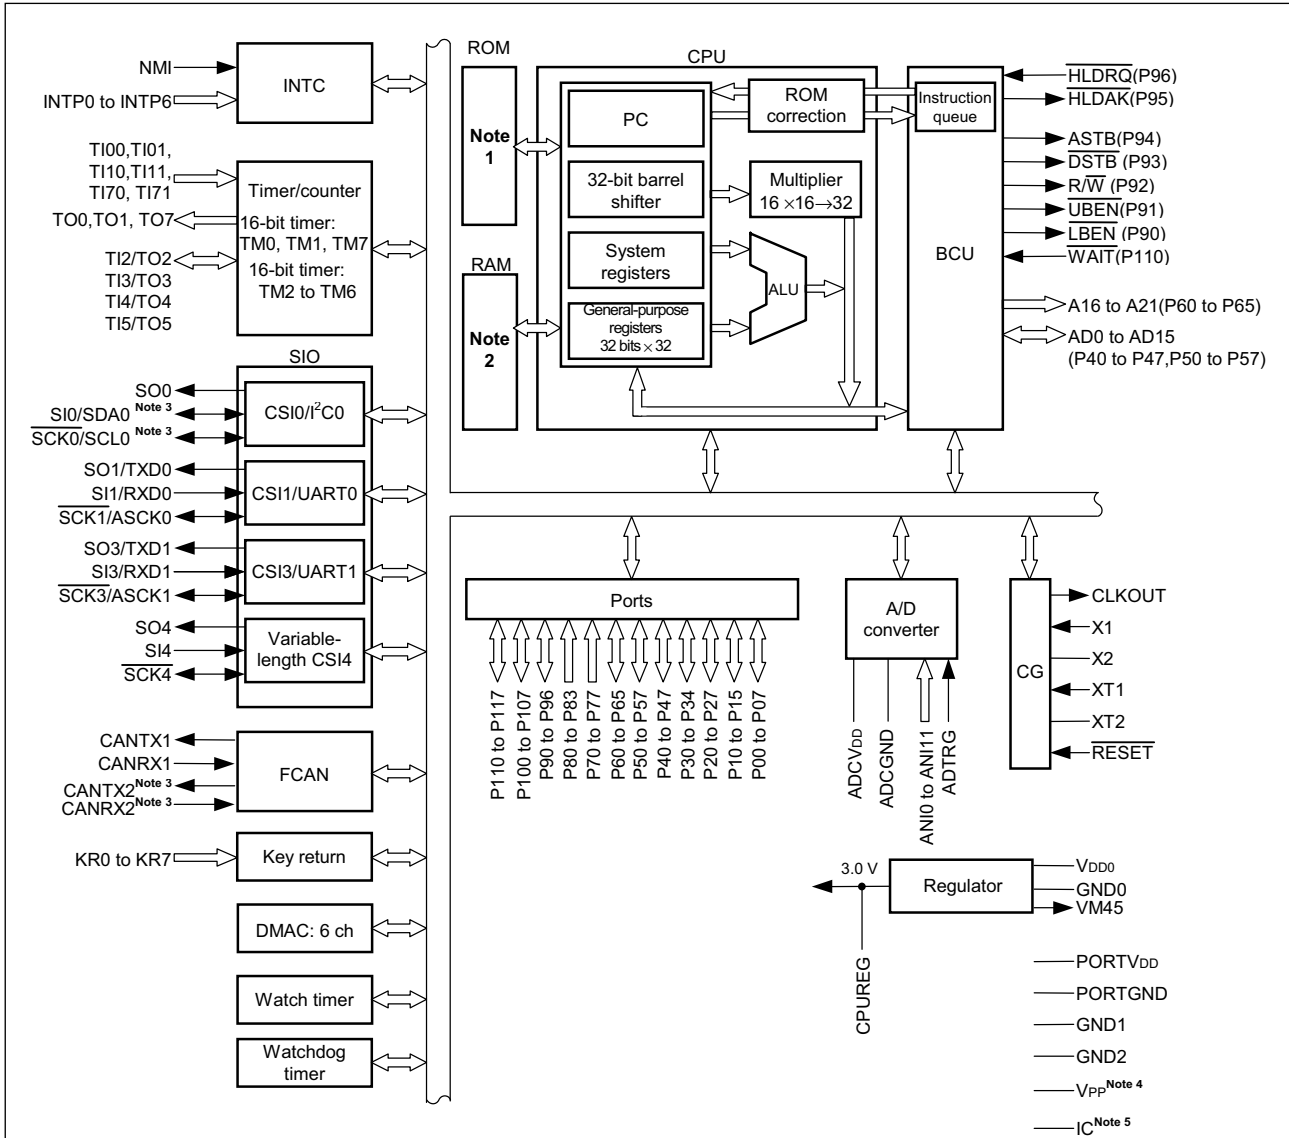 NMI
INTP0 to INTP6
INTC
TI00,TI01,
TI10,TI11,
TI70, TI71
TO0,TO1, TO7
TI2/TO2
TI3/TO3
TI4/TO4
TI5/TO5
Timer/counter
16-bit timer:
TM0, TM1, TM7
16-bit timer:
TM2 to TM6
SIO
SO0
SI0/SDA0 Note 3
SCK0/SCL0 Note 3
CSI0/I²C0
SO1/TXD0
SI1/RXD0
SCK1/ASCK0
CSI1/UART0
SO3/TXD1
SI3/RXD1
SCK3/ASCK1
CSI3/UART1
SO4
SI4
SCK4
Variable-
length CSI4
CANTX1
CANRX1
CANTX2 Note 3
CANRX2 Note 3
FCAN
KR0 to KR7
Key return
DMAC: 6 ch
Watch timer
Watchdog
timer
ROM
Note
1
RAM
Note
2
CPU
PC
32-bit barrel
shifter
System
registers
General-purpose
registers
32 bits × 32
ROM
correction
Multiplier
16 ×16→32
ALU
Instruction
queue
BCU
HLDRQ(P96)
HLDAK(P95)
ASTB(P94)
DSTB (P93)
R/W (P92)
UBEN(P91)
LBEN (P90)
WAIT(P110)
A16 to A21(P60 to P65)
AD0 to AD15
(P40 to P47,P50 to P57)
Ports
P110 to P117
P100 to P107
P90 to P96
P80 to P83
P70 to P77
P60 to P65
P50 to P57
P40 to P47
P30 to P34
P20 to P27
P10 to P15
P00 to P07
A/D
converter
ADCVDD
ADCGND
ANI0 to ANI11
ADTRG
CG
CLKOUT
X1
X2
XT1
XT2
RESET
3.0 V
CPUREG
Regulator
VDD0
GND0
VM45
PORTVDD
PORTGND
GND1
GND2
VPP Note 4
IC Note 5